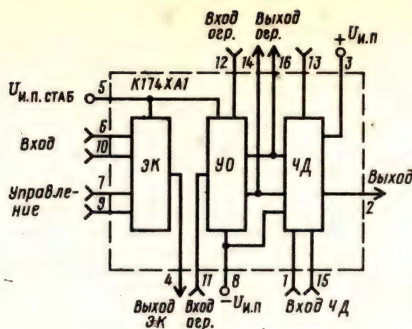 Вход огр.
Выход огр.
+ Uи.п
12 14 16 13 3
Uи.п. стаб
5
К174ХА1
Вход
6
10
Управле-
ние
7
9
ЭК
УО
ЧД
Выход
2
4 11 8 1 15
Выход ЭК
Вход огр.
−Uи.п
Вход ЧД